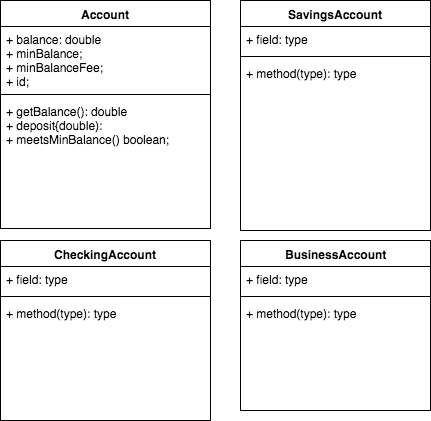 Account
+ balance: double
+ minBalance;
+ minBalanceFee;
+ id;
+ getBalance(): double
+ deposit{double):
+ meetsMinBalance() boolean;
SavingsAccount
+ field: type
+ method(type): type
CheckingAccount
+ field: type
+ method(type): type
BusinessAccount
+ field: type
+ method(type): type